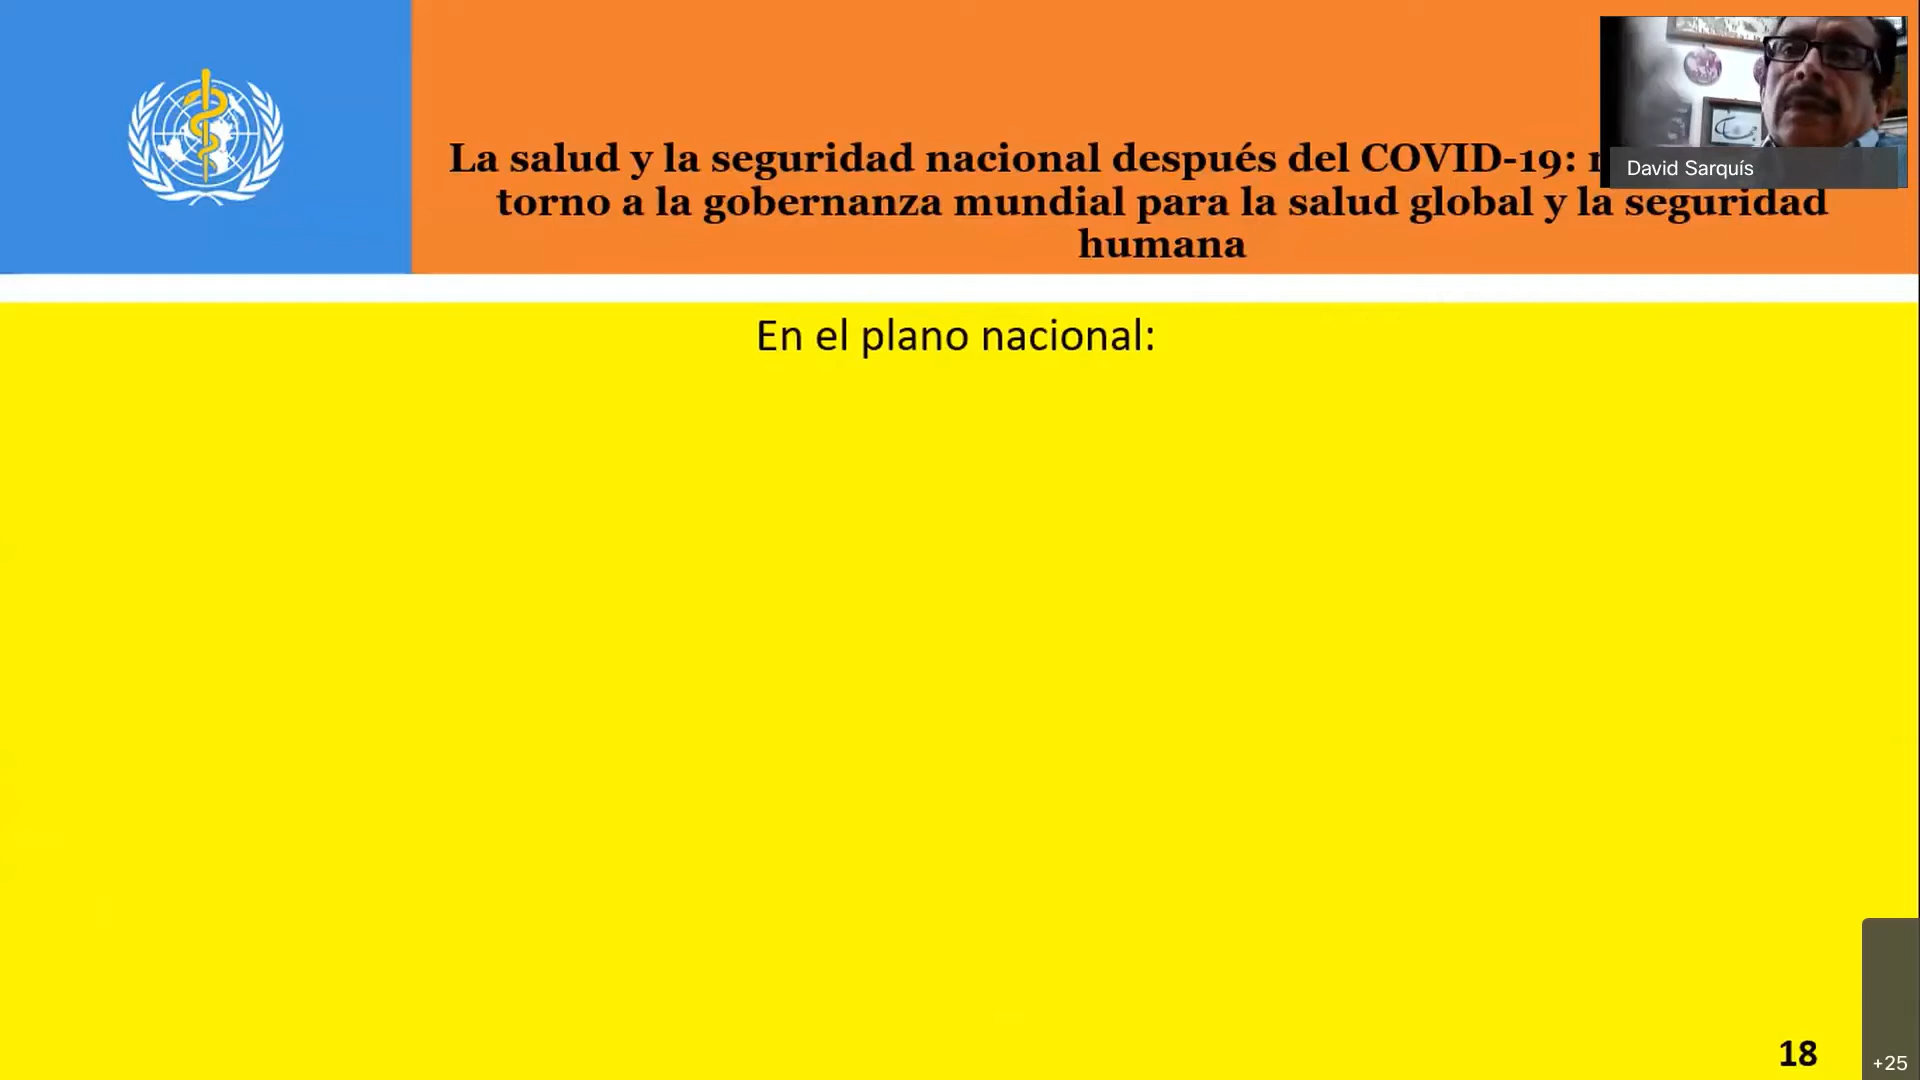 La salud y la seguridad nacional después del COVID-19:
torno a la gobernanza mundial para la salud global y la seguridad
humana
David Sarquís
En el plano nacional:
18
+25